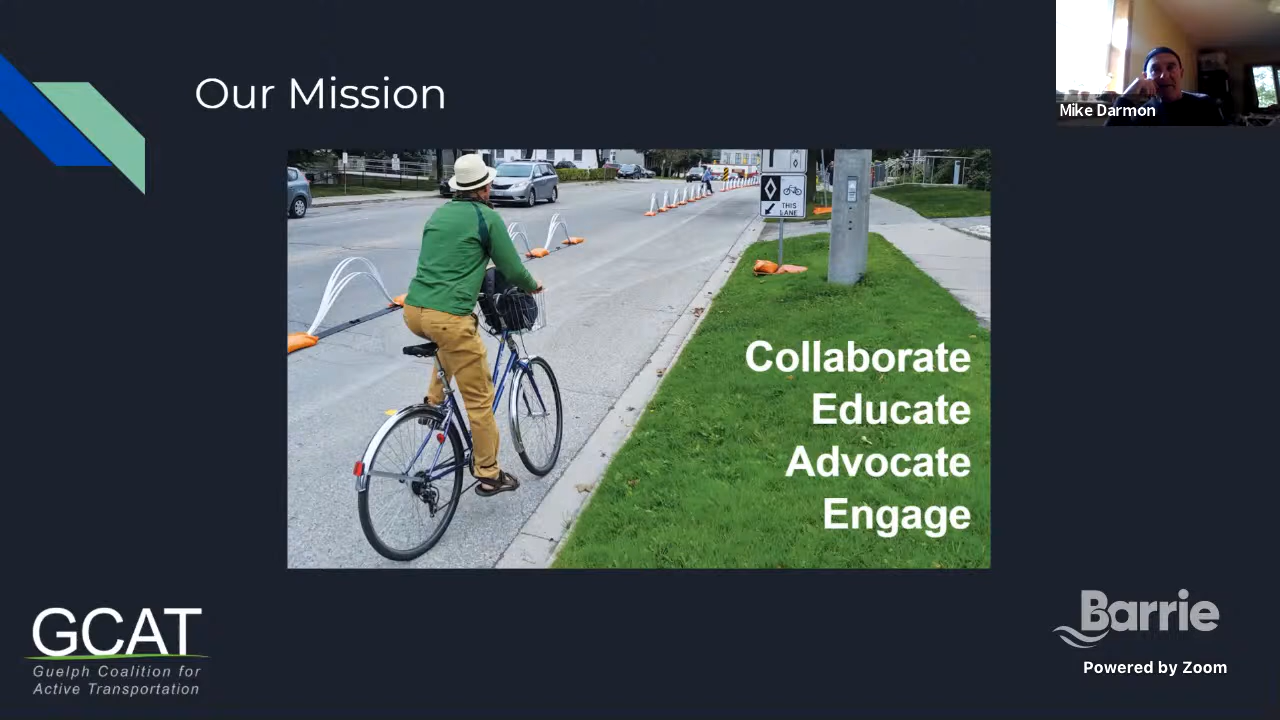 Our Mission
Mike Darmon
THIS
LANE
Collaborate
Educate
Advocate
Engage
GCAT
Guelph Coalition for
Active Transportation
Barrie
Powered by Zoom